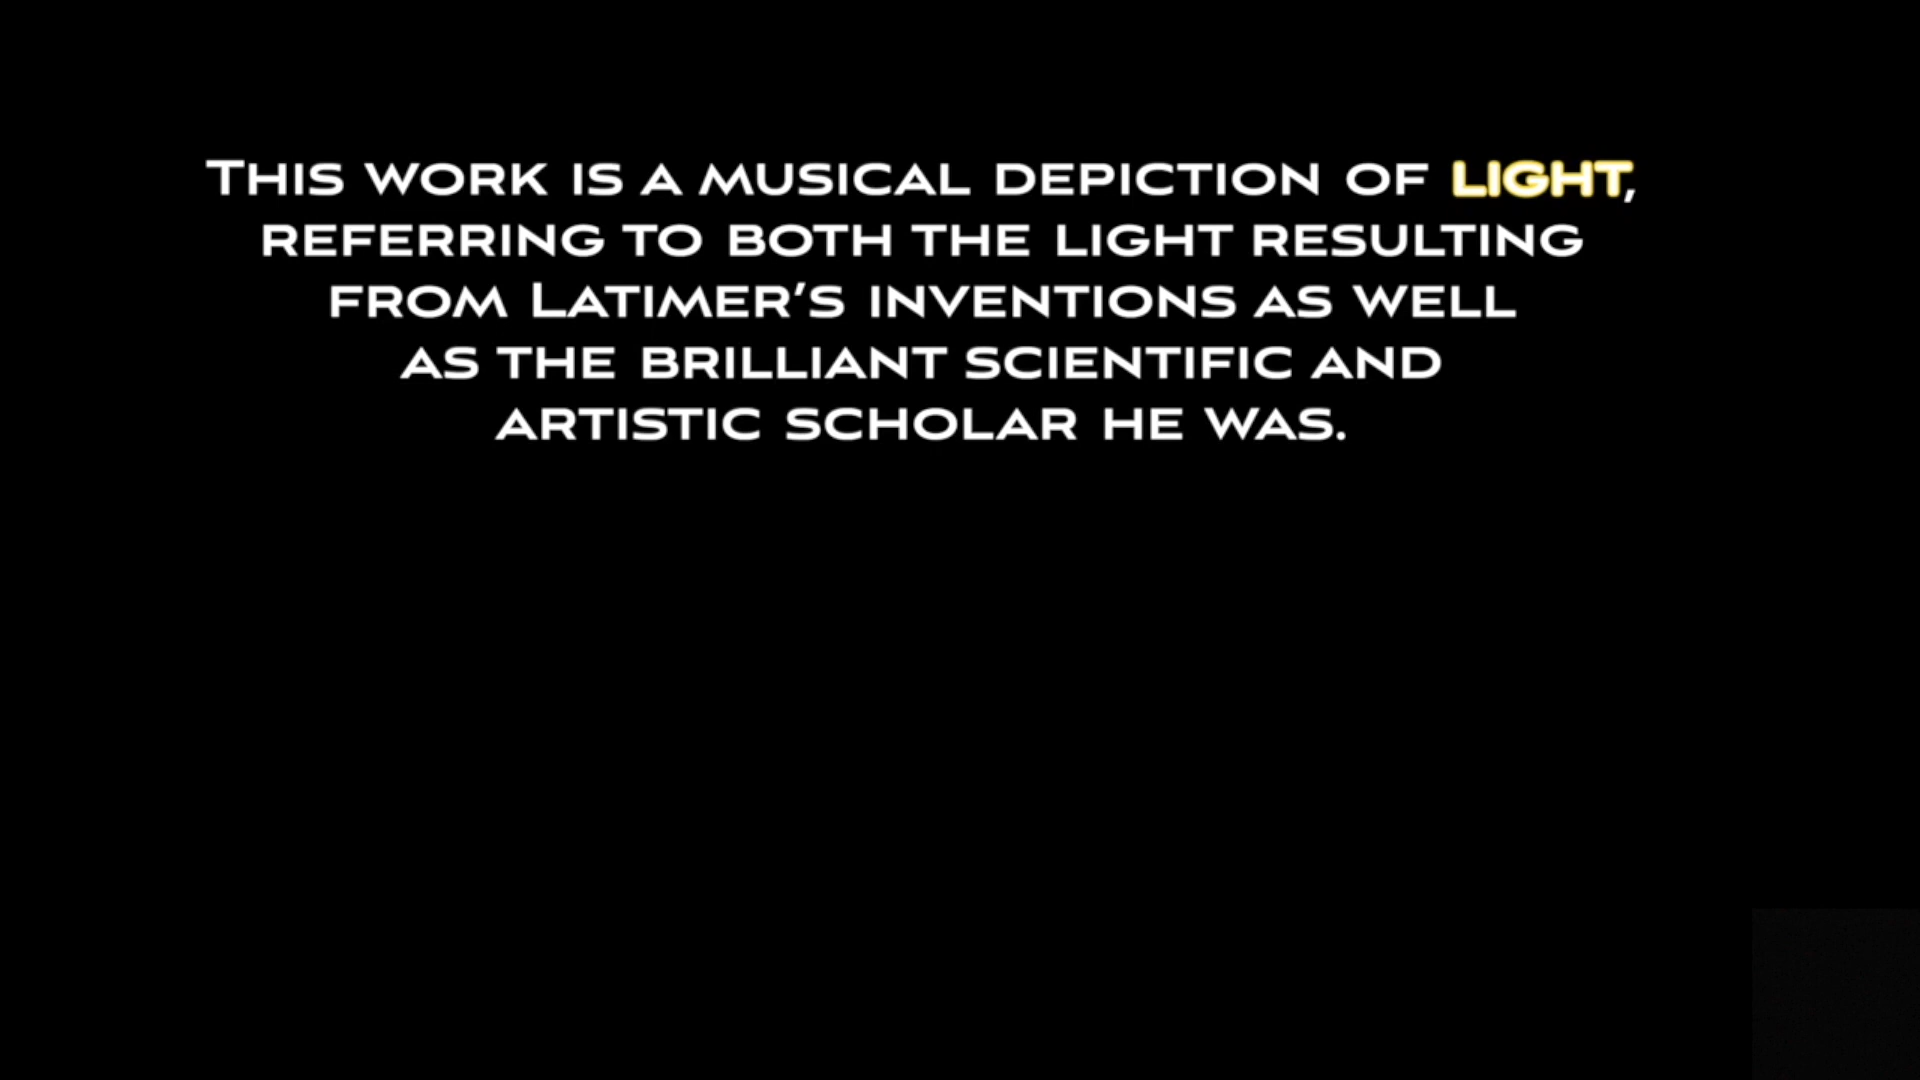 This work is a musical depiction of light,
referring to both the light resulting
from Latimer’s inventions as well
as the brilliant scientific and
artistic scholar he was.